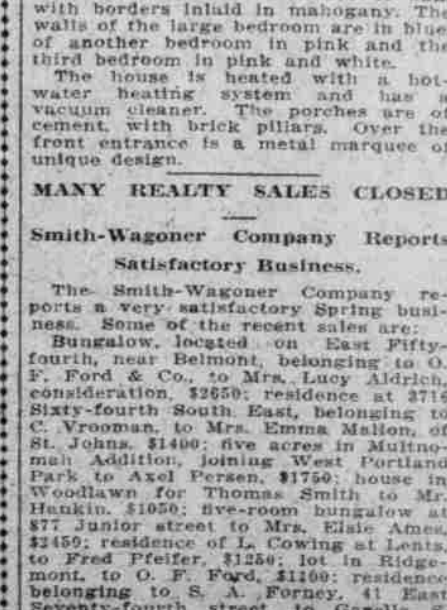 with borders inlaid in mahogany. The
walls of the large bedroom are in blue
of another bedroom in pink and the
third bedroom in pink and white.
The house is heated with a hot-
water heating system and has a
vacuum cleaner. The porches are of
cement, with brick pillars. Over the
front entrance is a metal marquee of
unique design.
MANY REALTY SALES CLOSED
Smith-Wagoner Company Reports
Satisfactory Business.
The Smith-Wagoner Company re-
ports a very satisfactory Spring busi-
ness. Some of the recent sales are:
Bungalow, located on East Fifty-
fourth, near Belmont, belonging to O.
F. Ford & Co., to Mrs. Lucy Aldrich,
consideration, $2650; residence at
Sixty-fourth South East, belonging to
C. Vrooman, to Mrs. Emma Mallon, of
St. Johns, $1400; five acres in Multno-
mah Addition, joining West Portland
Park to Axel Persen, $1750; house in
Woodlawn for Thomas Smith to
Hankin, $1050; five-room bungalow at
877 Junior street to Mrs. Elsie Ames,
$2450; residence of L. Cowing at Lents,
to Fred Pfeifer, $1250; lot in Ridge-
mont, to O. F. Ford, $1100; residence
belonging to S. A. Forney, 41 East
Seventy-fourth street, to